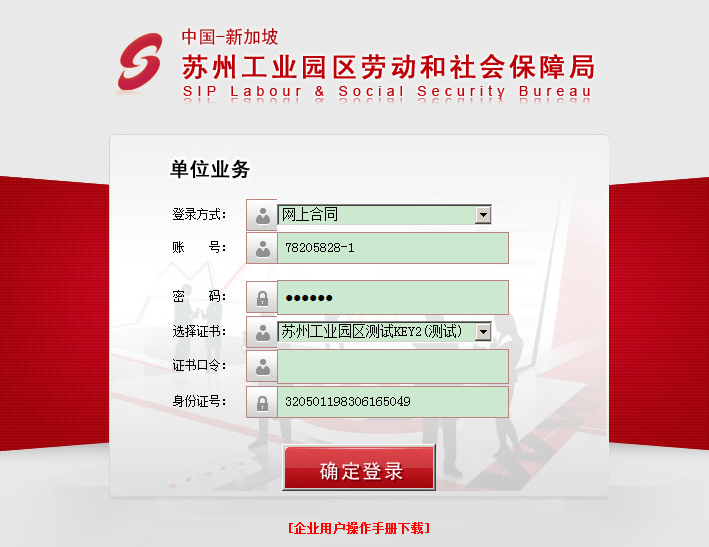 中国-新加坡
苏州工业园区劳动和社会保障局
SIP Labour & Social Security Bureau
单位业务
登录方式： 网上合同
账 号： 78205828-1
密 码： ●●●●●●
选择证书： 苏州工业园区测试KEY2(测试)
证书口令：
身份证号： 320501198306165049
确定登录
[企业用户操作手册下载]